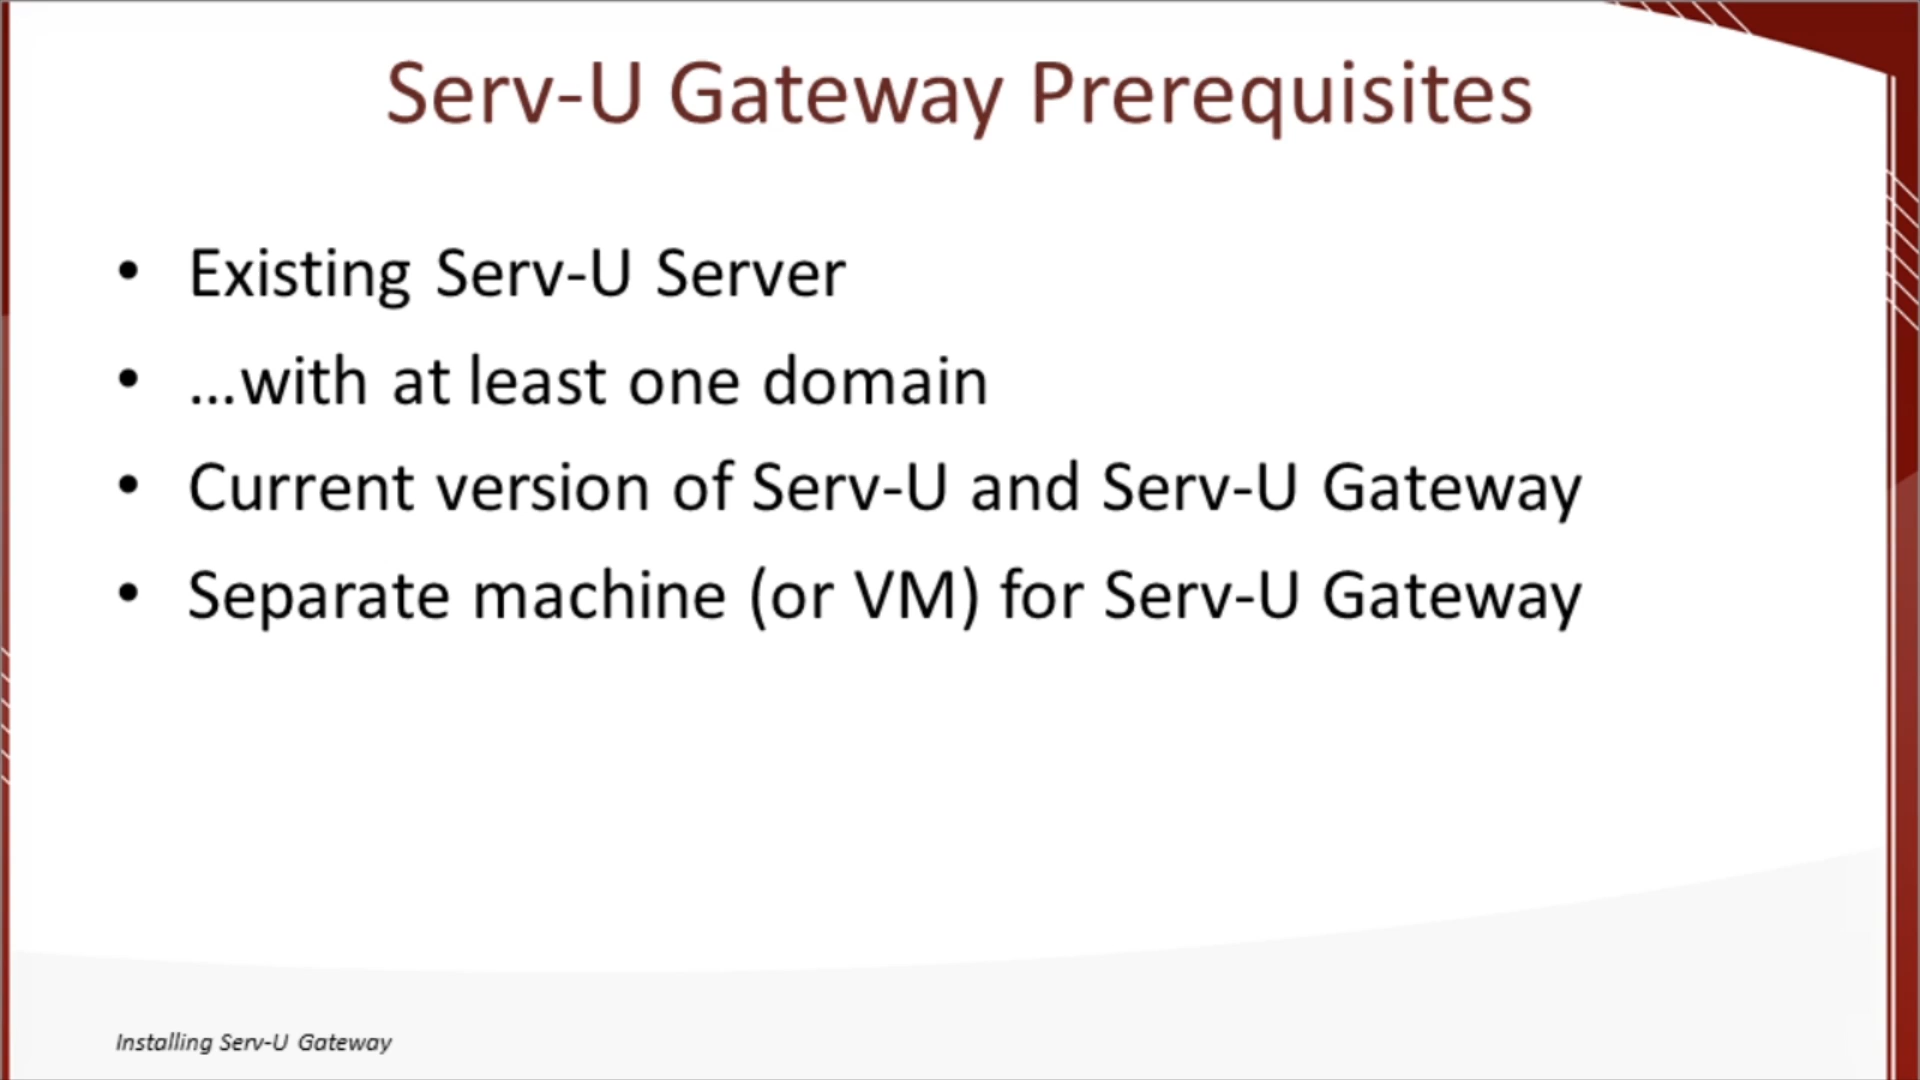 Serv-U Gateway Prerequisites
• Existing Serv-U Server
• ...with at least one domain
• Current version of Serv-U and Serv-U Gateway
• Separate machine (or VM) for Serv-U Gateway
Installing Serv-U Gateway